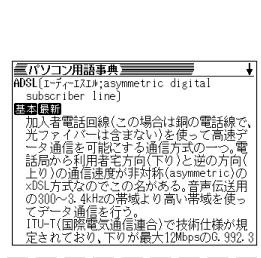 パソコン用語事典
ADSL[ｴｰﾃﾞｨｰｴｽｴﾙ;asymmetric digital
subscriber line]
基本 最新
加入者電話回線(この場合は銅の電話線で、
光ファイバーは含まない)を使って高速デ
ータ通信を可能にする通信方式の一つ。電
話局から利用者宅方向(下り)と逆の方向(
上り)の通信速度が非対称(asymmetric)の
xDSL方式なのでこの名がある。音声伝送用
の300～3.4kHzの帯域より高い帯域を使っ
てデータ通信を行う。
ITU-T(国際電気通信連合)で技術仕様が規
定されており、下りが最大12MbpsのG.992.3